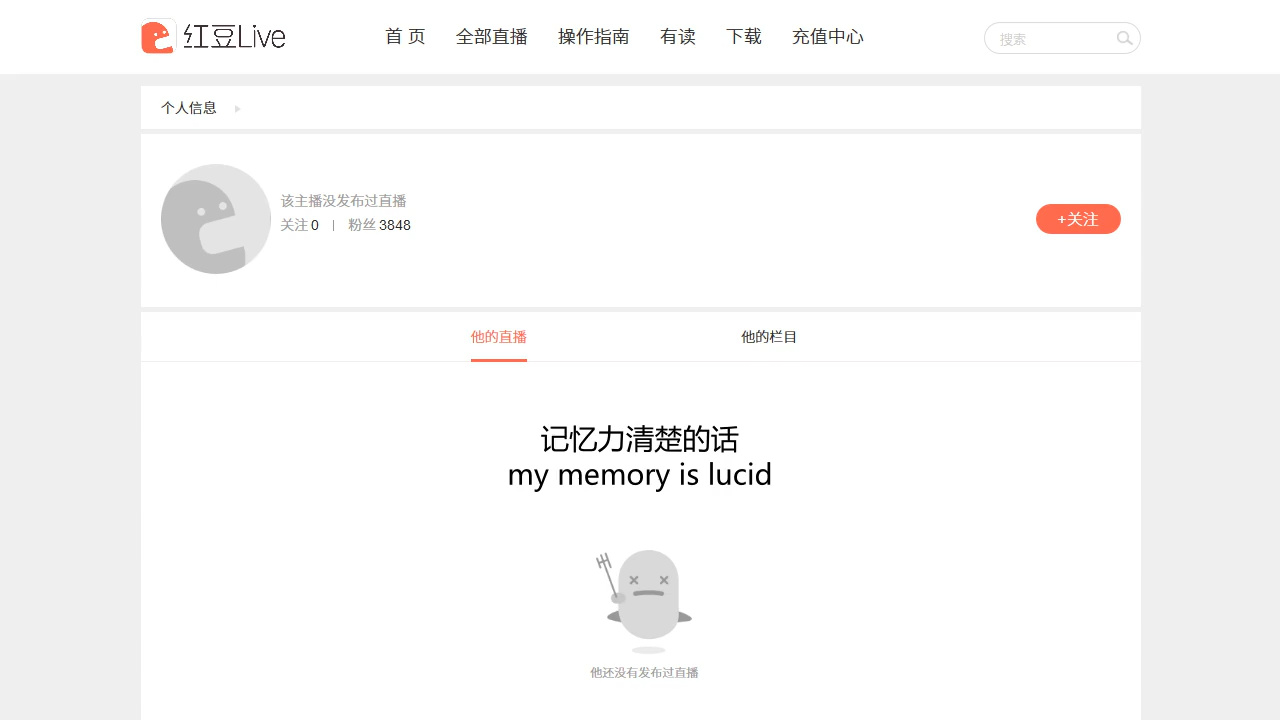 红豆Live
首 页 全部直播 操作指南 有读 下载 充值中心 搜索
个人信息
该主播没发布过直播
关注 0 | 粉丝 3848
+关注
他的直播 他的栏目
记忆力清楚的话
my memory is lucid
他还没有发布过直播